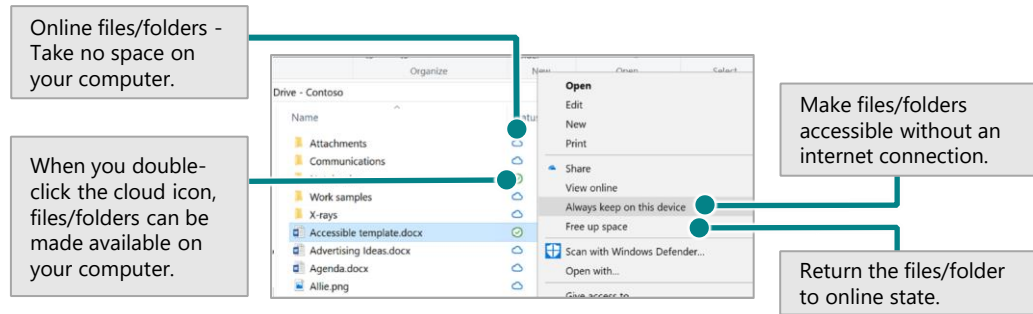 Online files/folders -
Take no space on
your computer.
When you double-
click the cloud icon,
files/folders can be
made available on
your computer.
Organize
New
Open
Select
Drive - Contoso
Name
Attachments
Communications
Work samples
X-rays
Accessible template.docx
Advertising Ideas.docx
Agenda.docx
Allie.png
Open
Edit
New
Print
Share
View online
Always keep on this device
Free up space
Scan with Windows Defender...
Open with...
Give access to
Make files/folders
accessible without an
internet connection.
Return the files/folder
to online state.